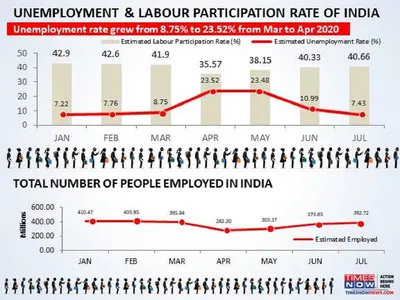 UNEMPLOYMENT & LABOUR PARTICIPATION RATE OF INDIA
Unemployment rate grew from 8.75% to 23.52% from Mar to Apr 2020
Estimated Labour Participation Rate (%) Estimated Unemployment Rate (%)
50
40
30
20
10
0
42.9 42.6 41.9 35.57 38.15 40.33 40.66
7.22 7.76 8.75 23.52 23.48 10.99 7.43
JAN FEB MAR APR MAY JUN JUL
TOTAL NUMBER OF PEOPLE EMPLOYED IN INDIA
Millions
600.00
400.00
200.00
0.00
410.47 405.95 395.84 282.20 303.37 373.85 392.72
Estimated Employed
JAN FEB MAR APR MAY JUN JUL
TIMES NOW
ACTION BEGINS HERE
TIMESNOWNEWS.COM